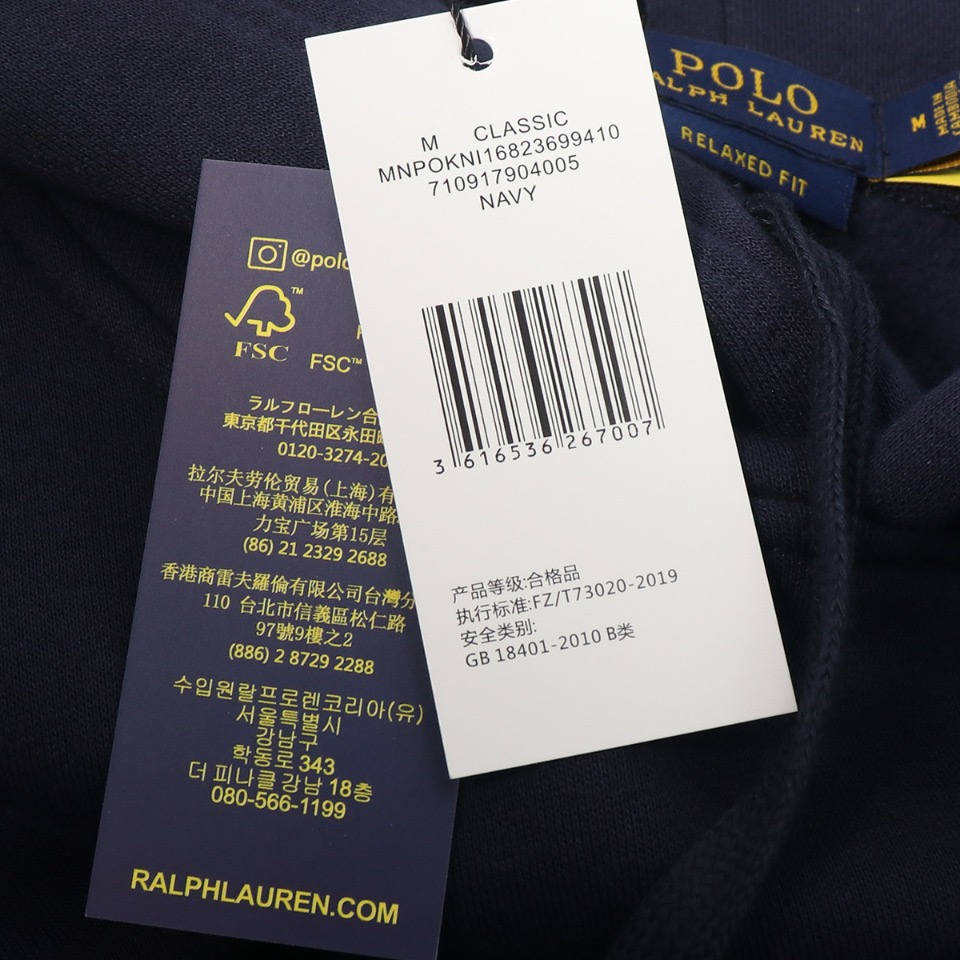 M CLASSIC
MNPOKNI16823699410
710917904005
NAVY
3 616536 267007
产品等级:合格品
执行标准:FZ/T73020-2019
安全类别:
GB 18401-2010 B类
POLO
RALPH LAUREN
RELAXED FIT
M
MADE IN
CAMBODIA
@polo
TM
FSC
FSC™
ラルフローレン合
東京都千代田区永田
0120-3274-20
拉尔夫劳伦贸易(上海)有
中国上海黄浦区淮海中路
力宝广场第15层
(86) 21 2329 2688
香港商雷夫羅倫有限公司台灣分
110 台北市信義區松仁路
97號9樓之2
(886) 2 8729 2288
수입원랄프로렌코리아(유)
서울특별시
강남구
학동로 343
더 피나클 강남 18층
080-566-1199
RALPHLAUREN.COM